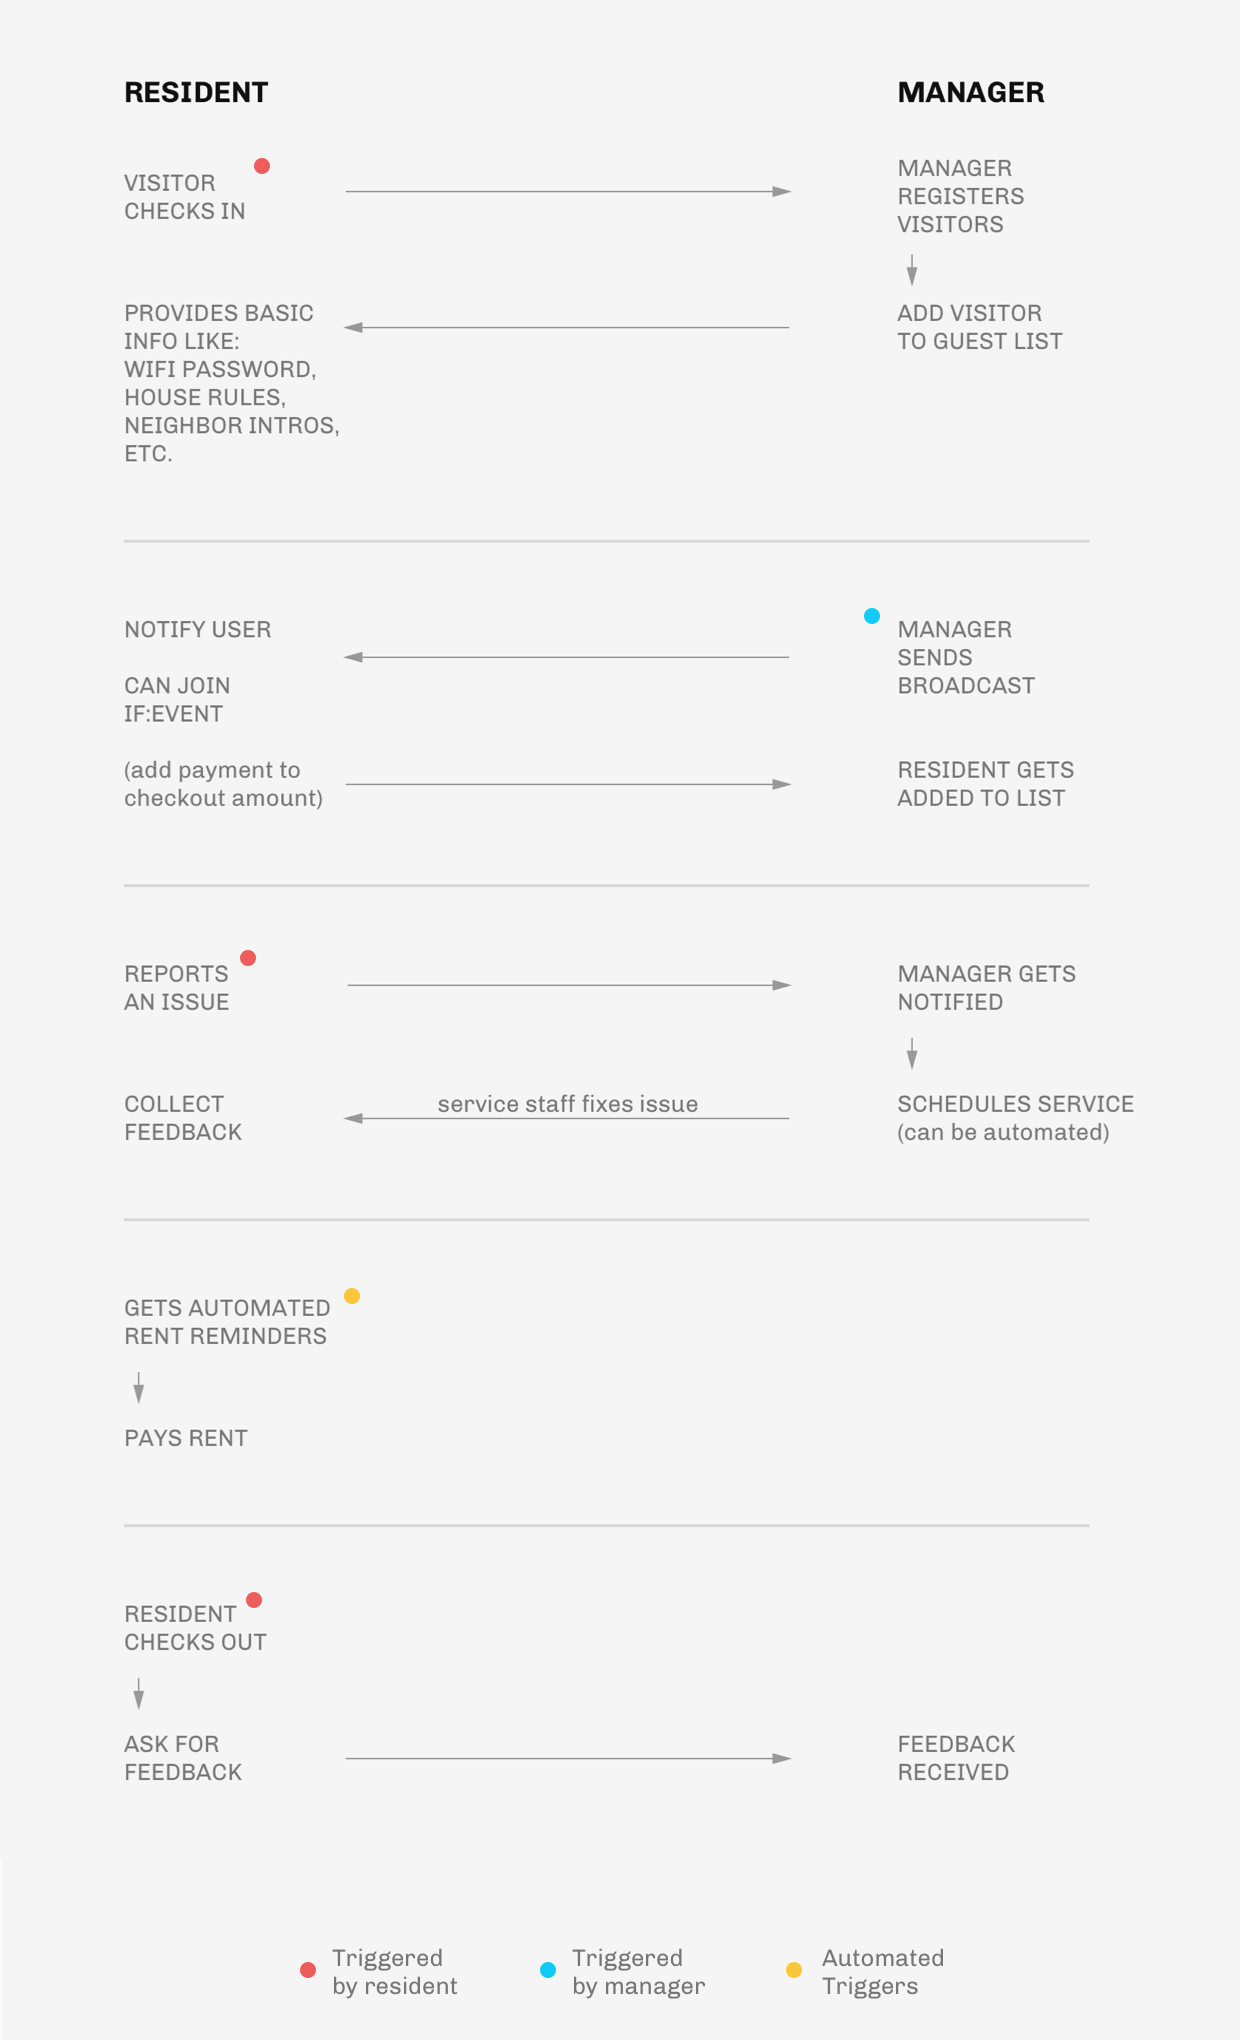 RESIDENT
MANAGER
VISITOR
CHECKS IN
MANAGER
REGISTERS
VISITORS
PROVIDES BASIC
INFO LIKE:
WIFI PASSWORD,
HOUSE RULES,
NEIGHBOR INTROS,
ETC.
ADD VISITOR
TO GUEST LIST
NOTIFY USER
CAN JOIN
IF:EVENT
MANAGER
SENDS
BROADCAST
(add payment to
checkout amount)
RESIDENT GETS
ADDED TO LIST
REPORTS
AN ISSUE
MANAGER GETS
NOTIFIED
COLLECT
FEEDBACK
service staff fixes issue
SCHEDULES SERVICE
(can be automated)
GETS AUTOMATED
RENT REMINDERS
PAYS RENT
RESIDENT
CHECKS OUT
ASK FOR
FEEDBACK
FEEDBACK
RECEIVED
Triggered
by resident
Triggered
by manager
Automated
Triggers